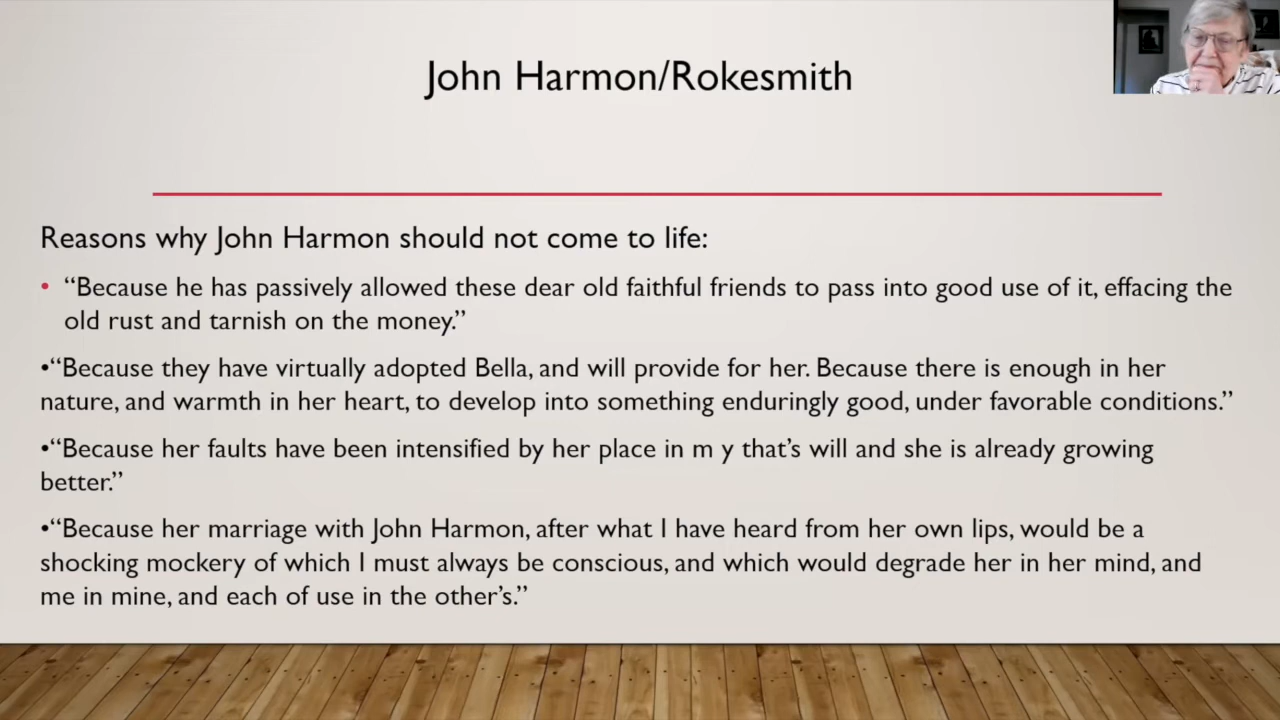 John Harmon/Rokesmith
Reasons why John Harmon should not come to life:
• “Because he has passively allowed these dear old faithful friends to pass into good use of it, effacing the
old rust and tarnish on the money.”
•“Because they have virtually adopted Bella, and will provide for her. Because there is enough in her
nature, and warmth in her heart, to develop into something enduringly good, under favorable conditions.”
•“Because her faults have been intensified by her place in m y that’s will and she is already growing
better.”
•“Because her marriage with John Harmon, after what I have heard from her own lips, would be a
shocking mockery of which I must always be conscious, and which would degrade her in her mind, and
me in mine, and each of use in the other’s.”